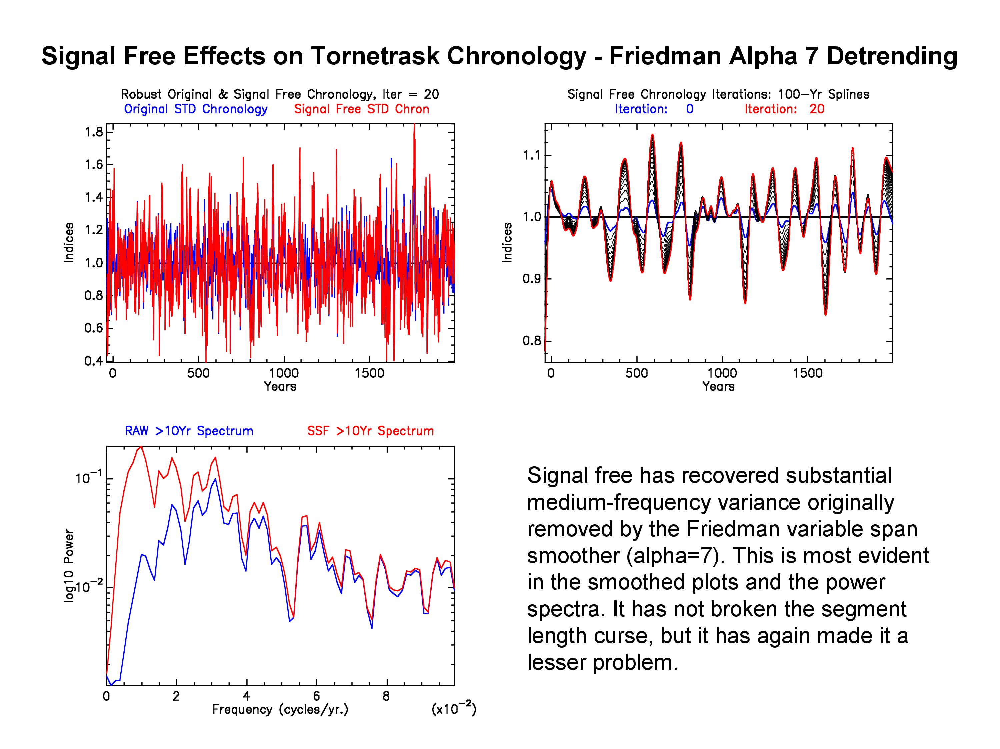 Signal Free Effects on Tornetrask Chronology - Friedman Alpha 7 Detrending
Robust Original & Signal Free Chronology, Iter = 20
Original STD Chronology Signal Free STD Chron
1.8
1.6
1.4
1.2
1.0
0.8
0.6
0.4
Indices
0 500 1000 1500
Years
Signal Free Chronology Iterations: 100-Yr Splines
Iteration: 0 Iteration: 20
1.1
1.0
0.9
0.8
Indices
0 500 1000 1500
Years
RAW >10Yr Spectrum SSF >10Yr Spectrum
10⁻¹
10⁻²
log10 Power
0 2 4 6 8
Frequency (cycles/yr.) (x10⁻²)
Signal free has recovered substantial
medium-frequency variance originally
removed by the Friedman variable span
smoother (alpha=7). This is most evident
in the smoothed plots and the power
spectra. It has not broken the segment
length curse, but it has again made it a
lesser problem.